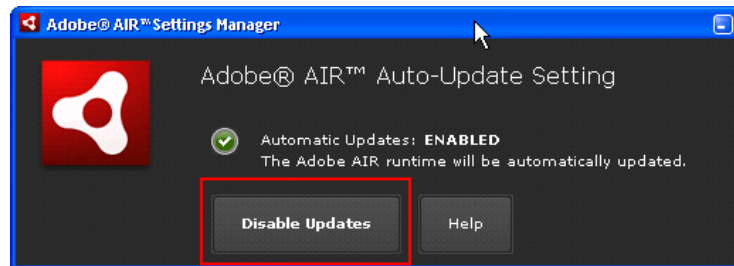 Adobe® AIR™ Settings Manager
Adobe® AIR™ Auto-Update Setting
Automatic Updates: ENABLED
The Adobe AIR runtime will be automatically updated.
Disable Updates
Help